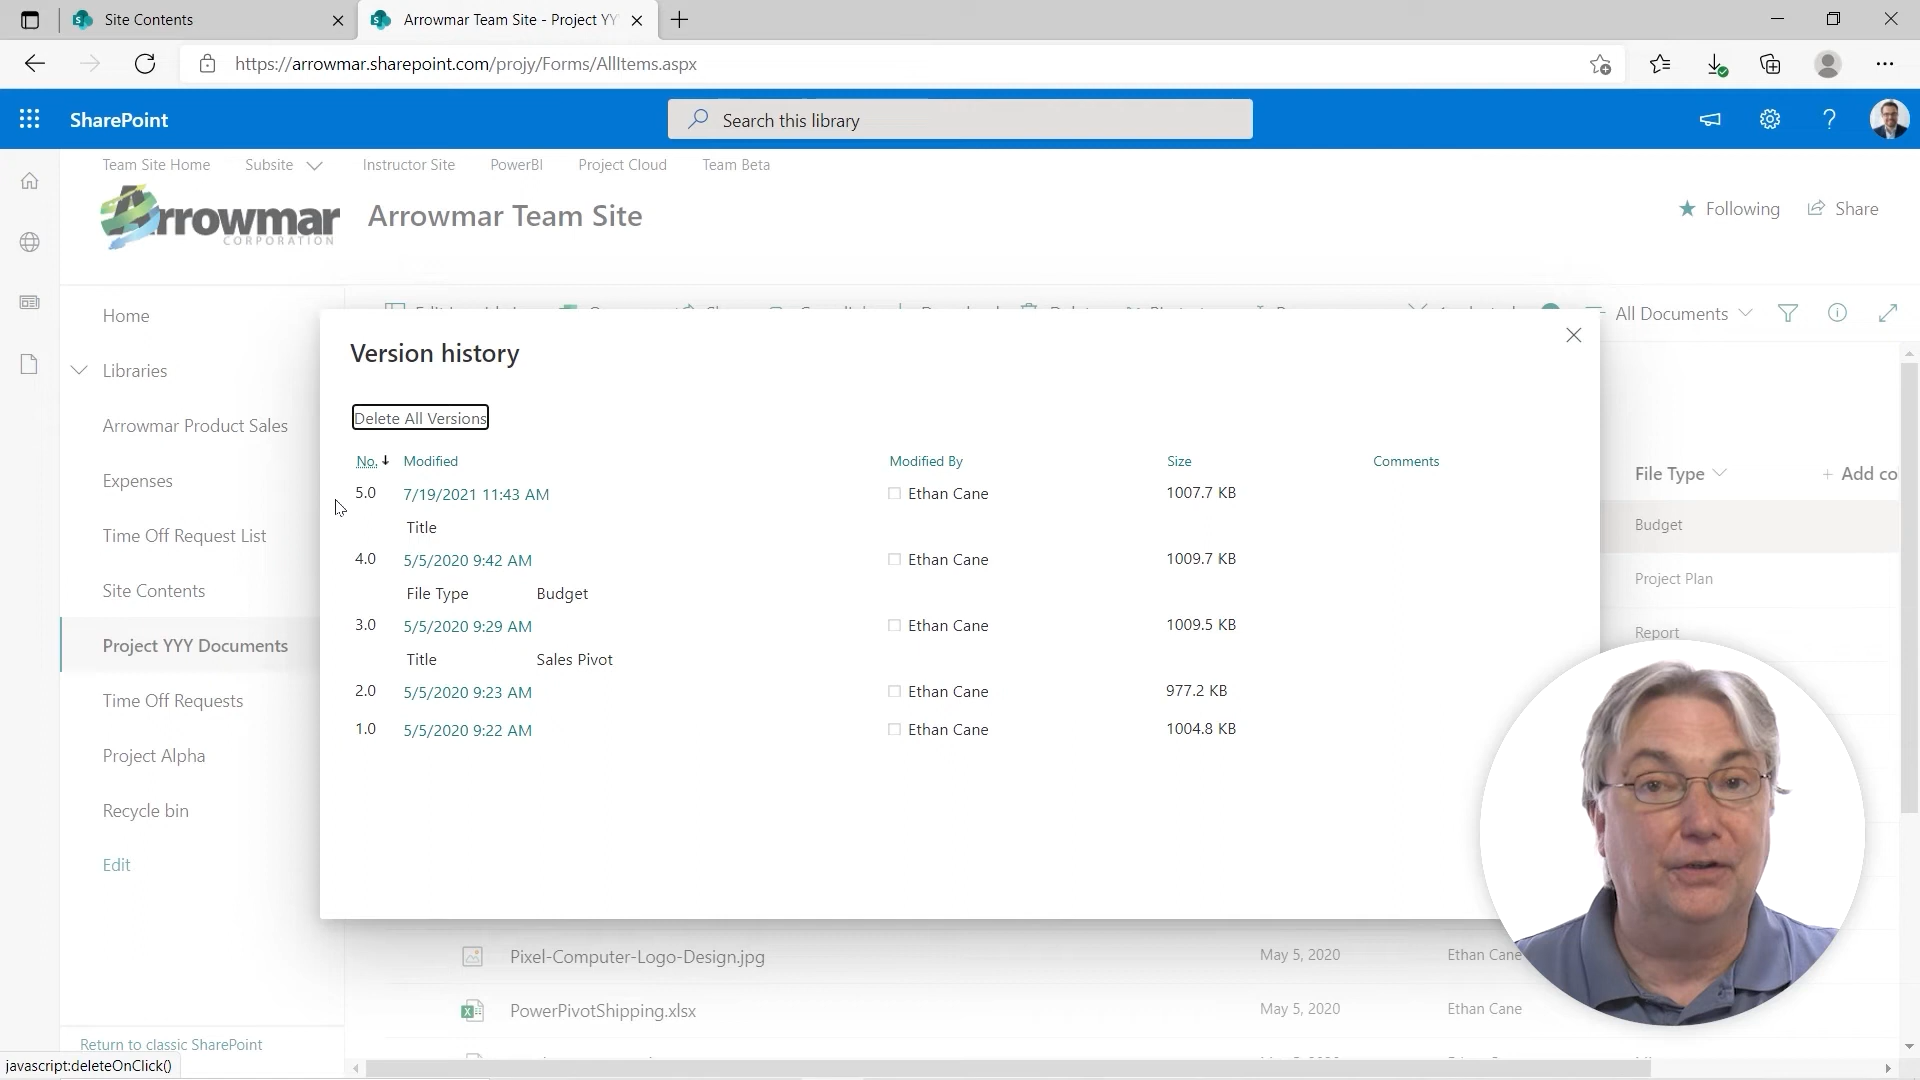 Site Contents
Arrowmar Team Site - Project YY
https://arrowmar.sharepoint.com/projy/Forms/AllItems.aspx
SharePoint
Search this library
Team Site Home Subsite Instructor Site PowerBI Project Cloud Team Beta
Arrowmar
CORPORATION
Arrowmar Team Site
Following Share
Home
All Documents
Version history
Libraries
Delete All Versions
Arrowmar Product Sales
No. Modified Modified By Size Comments
File Type Add co
Expenses
5.0 7/19/2021 11:43 AM Ethan Cane 1007.7 KB
Title
Budget
Time Off Request List
4.0 5/5/2020 9:42 AM Ethan Cane 1009.7 KB
Project Plan
File Type Budget
Site Contents
3.0 5/5/2020 9:29 AM Ethan Cane 1009.5 KB
Report
Project YYY Documents
Title Sales Pivot
2.0 5/5/2020 9:23 AM Ethan Cane 977.2 KB
Time Off Requests
1.0 5/5/2020 9:22 AM Ethan Cane 1004.8 KB
Project Alpha
Recycle bin
Edit
Pixel-Computer-Logo-Design.jpg May 5, 2020 Ethan Cane
PowerPivotShipping.xlsx May 5, 2020 Ethan Cane
Return to classic SharePoint
javascript:deleteOnClick()